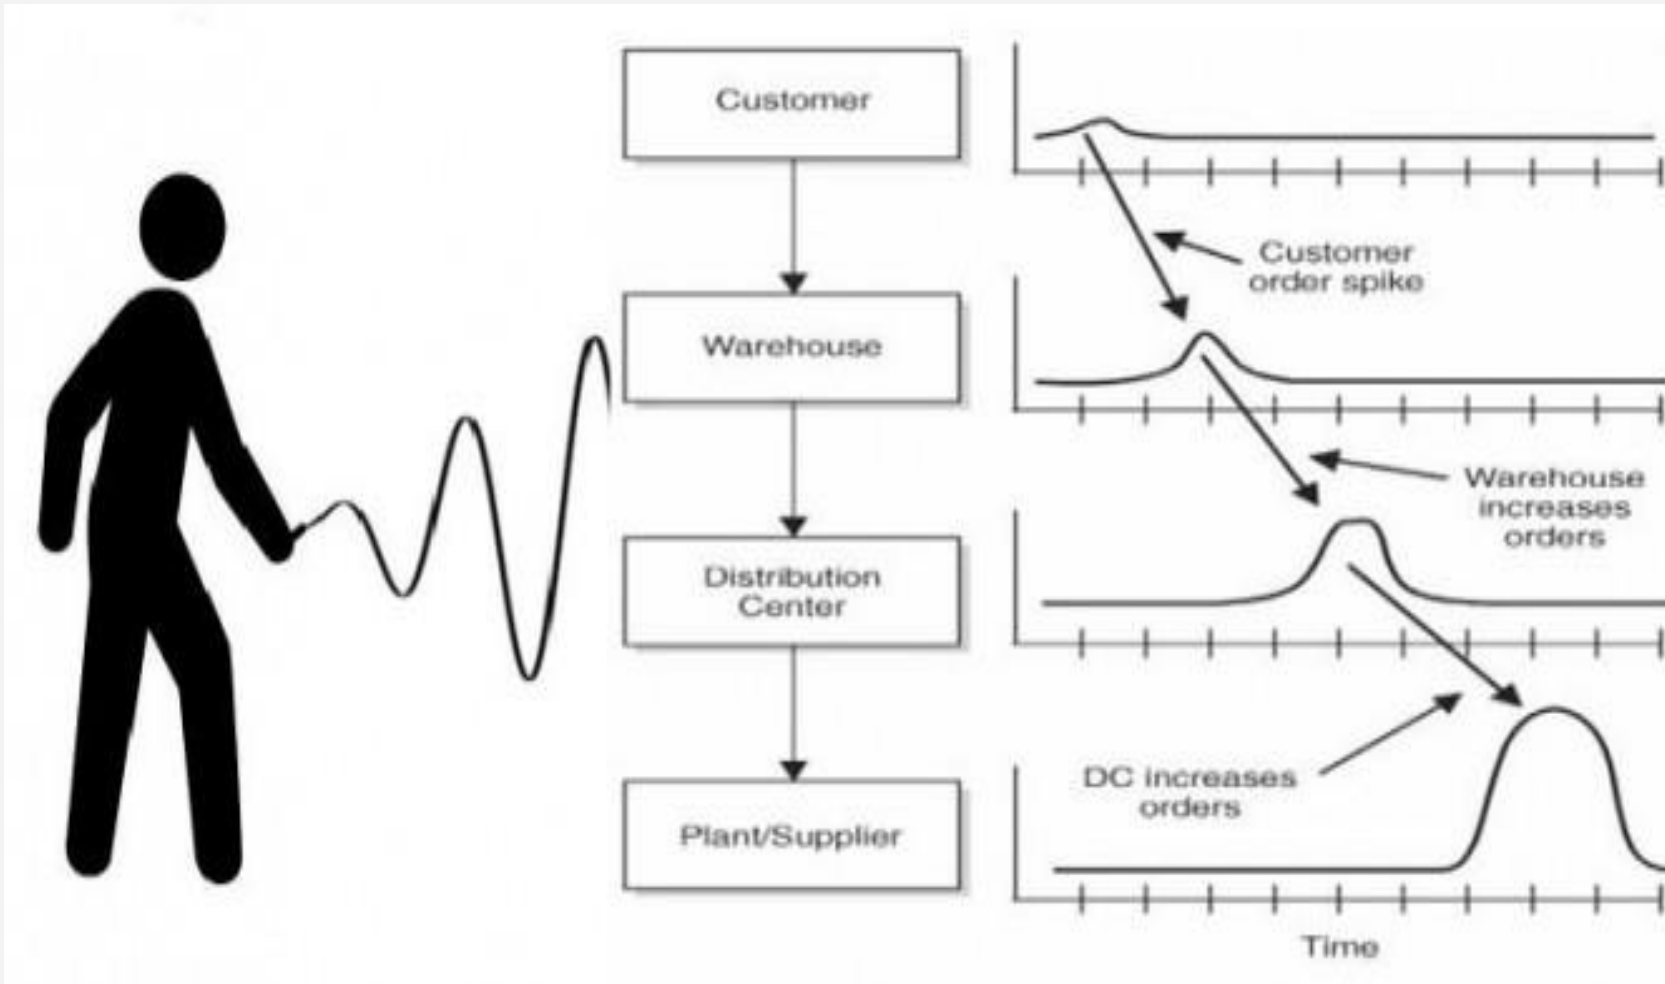 Customer
Customer
order spike
Warehouse
Warehouse
increases
orders
Distribution
Center
DC increases
orders
Plant/Supplier
Time